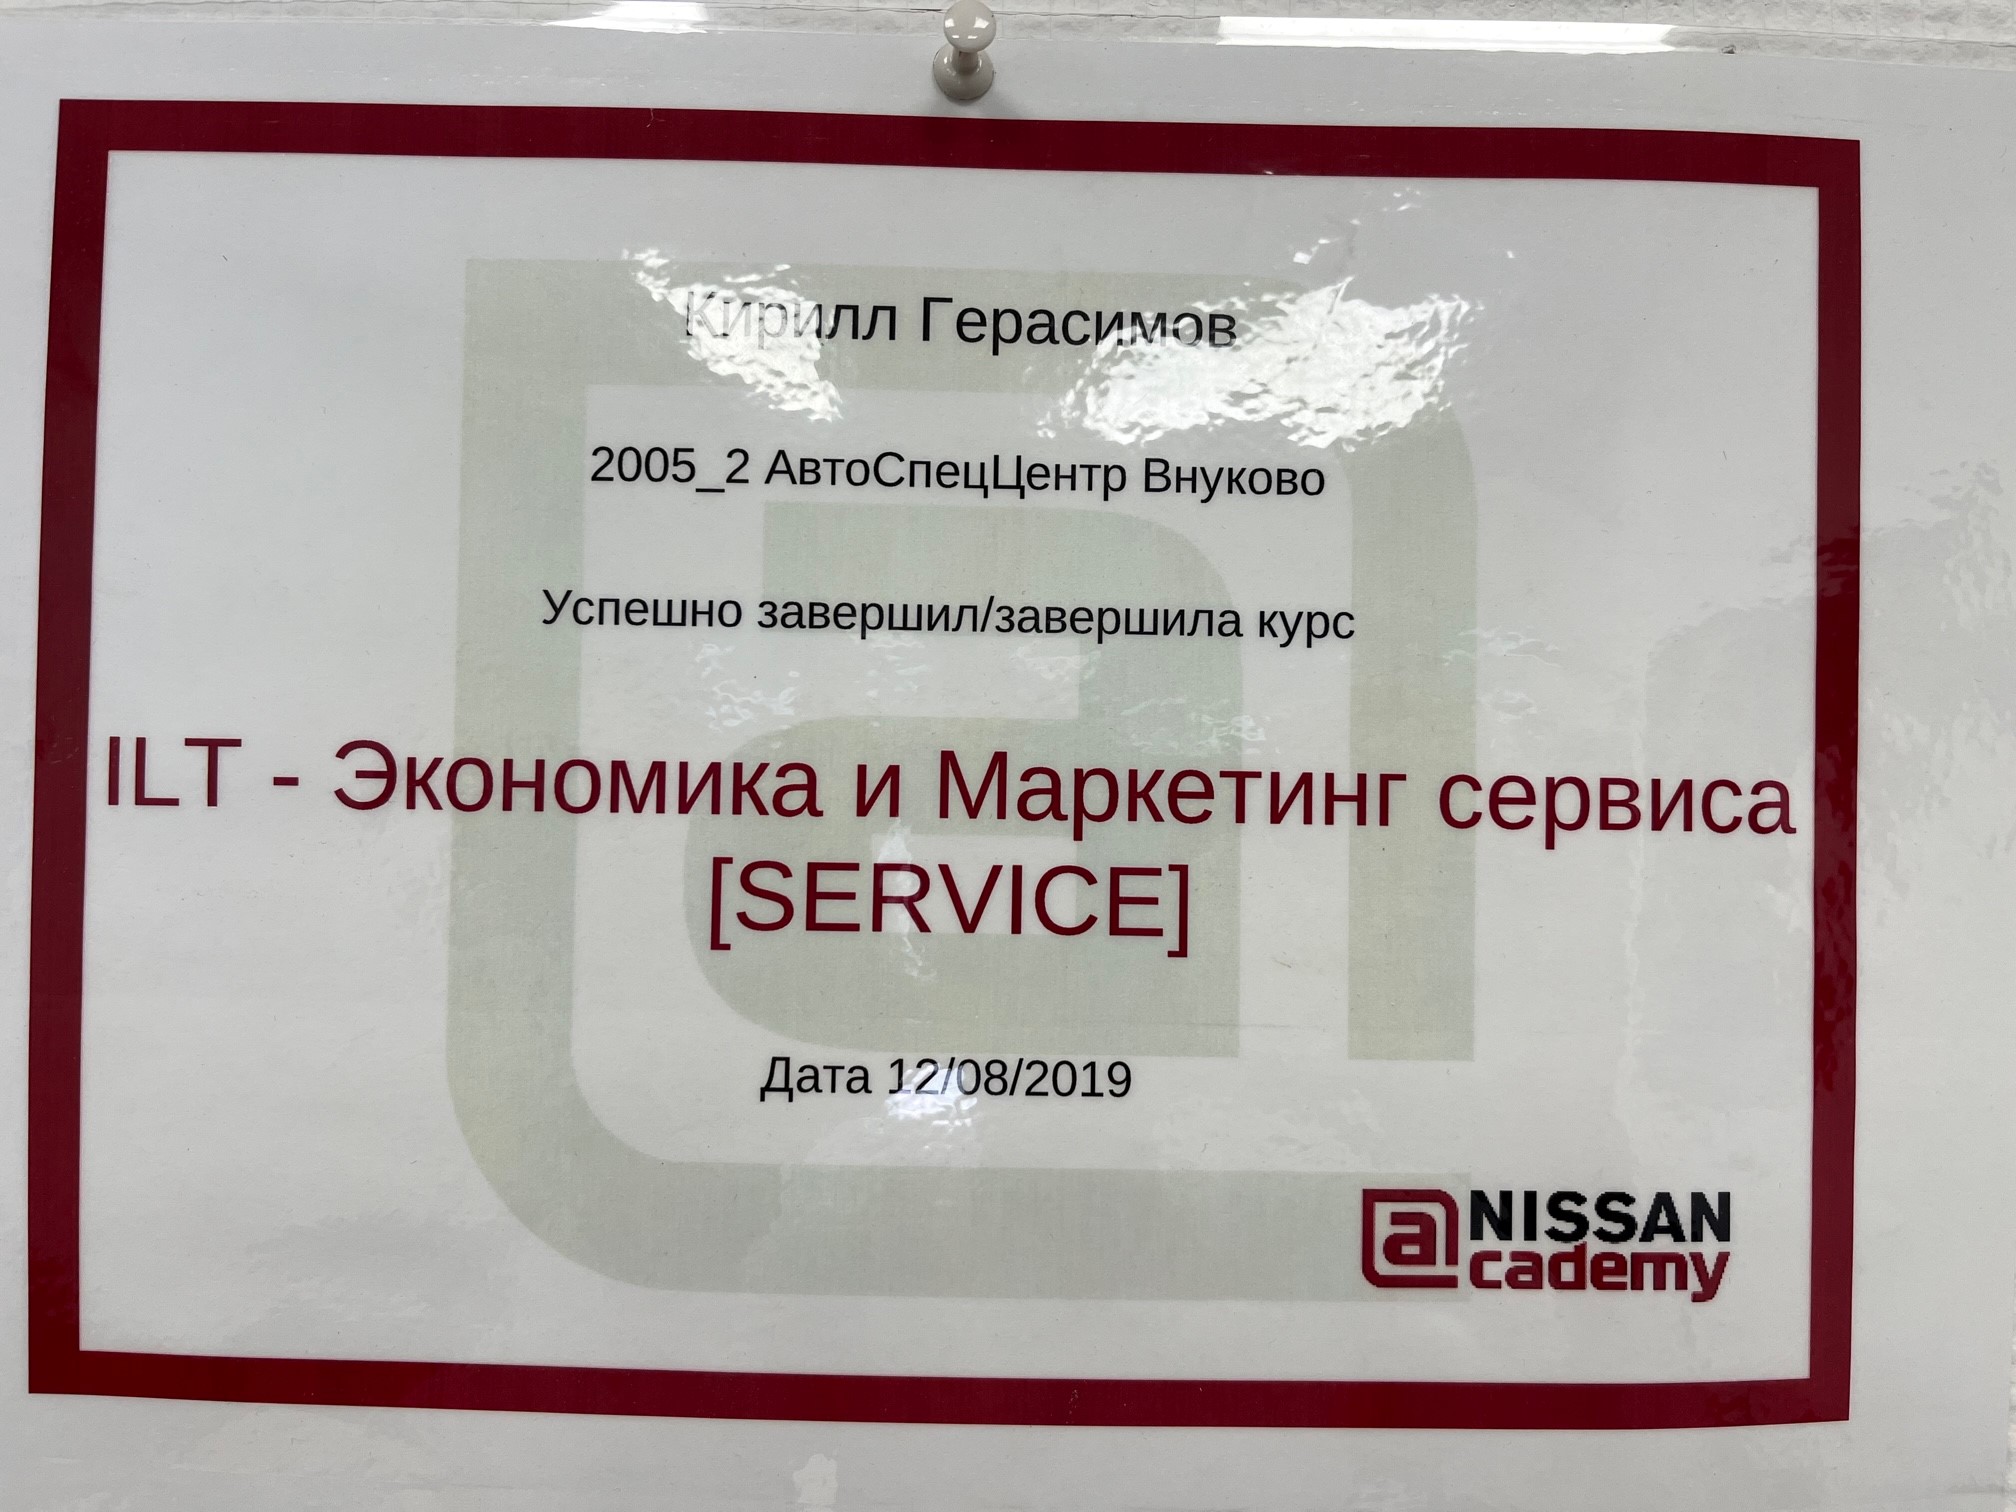 Кирилл Герасимов
2005_2 АвтоСпецЦентр Внуково
Успешно завершил/завершила курс
ILT - Экономика и Маркетинг сервиса
[SERVICE]
Дата 12/08/2019
a NISSAN
cademy